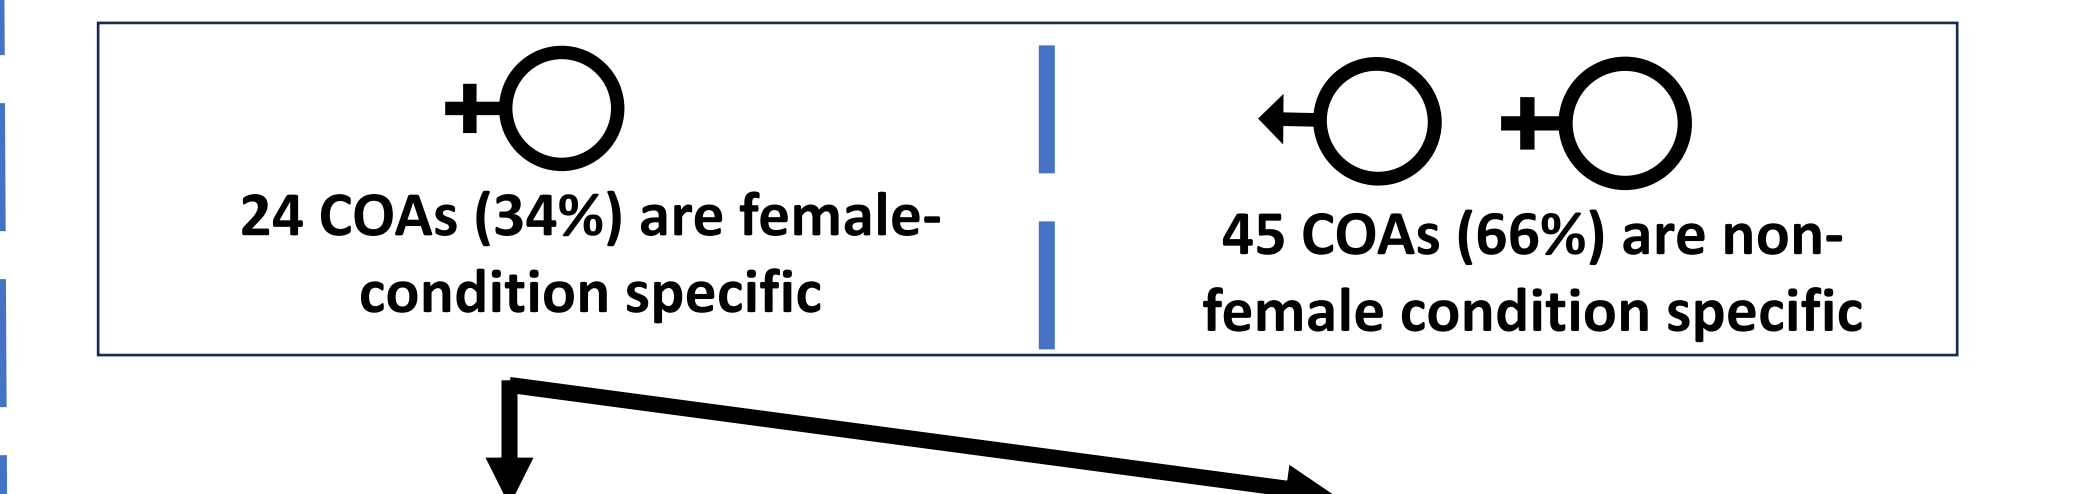 24 COAs (34%) are female-
condition specific
45 COAs (66%) are non-
female condition specific